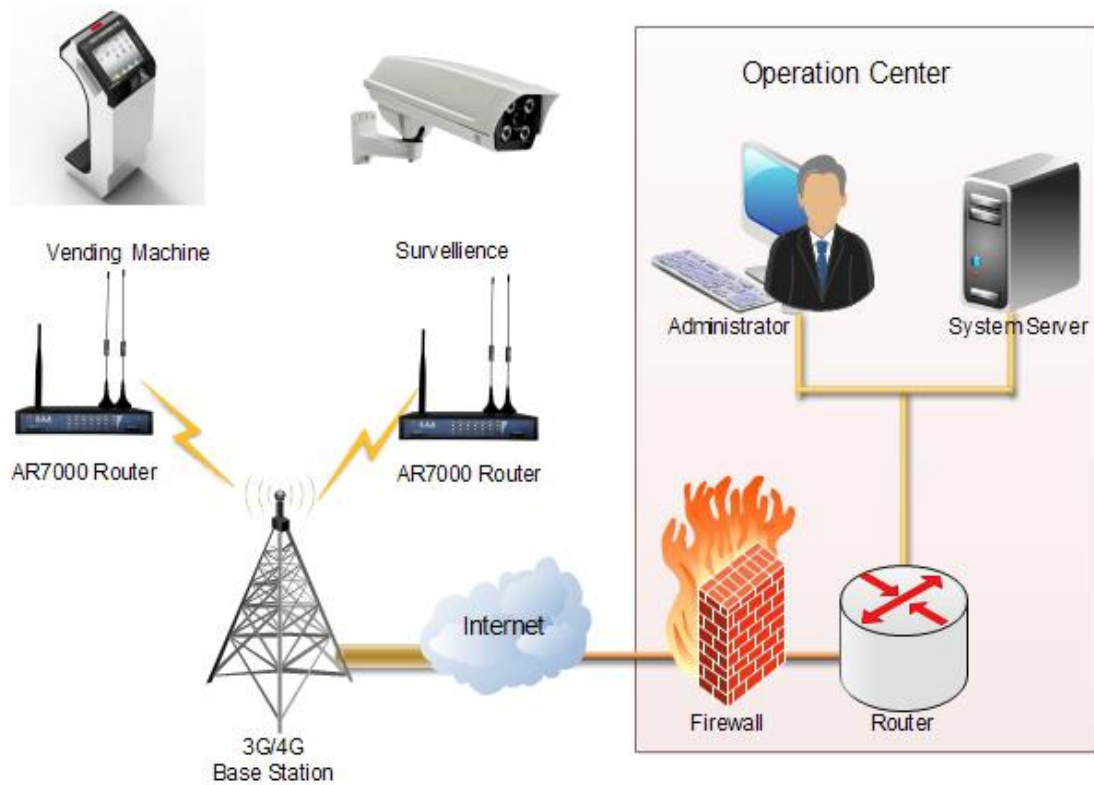 Operation Center
Vending Machine
Survellience
Administrator
System Server
AR7000 Router
AR7000 Router
Internet
Firewall
Router
3G/4G
Base Station